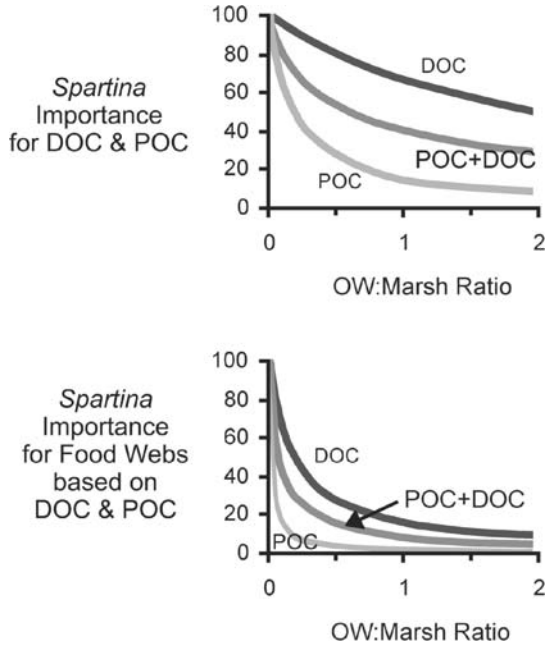 Spartina
Importance
for DOC & POC
100
80
60
40
20
0
DOC
POC+DOC
POC
0
1
2
OW:Marsh Ratio
Spartina
Importance
for Food Webs
based on
DOC & POC
100
80
60
40
20
0
DOC
POC+DOC
POC
0
1
2
OW:Marsh Ratio